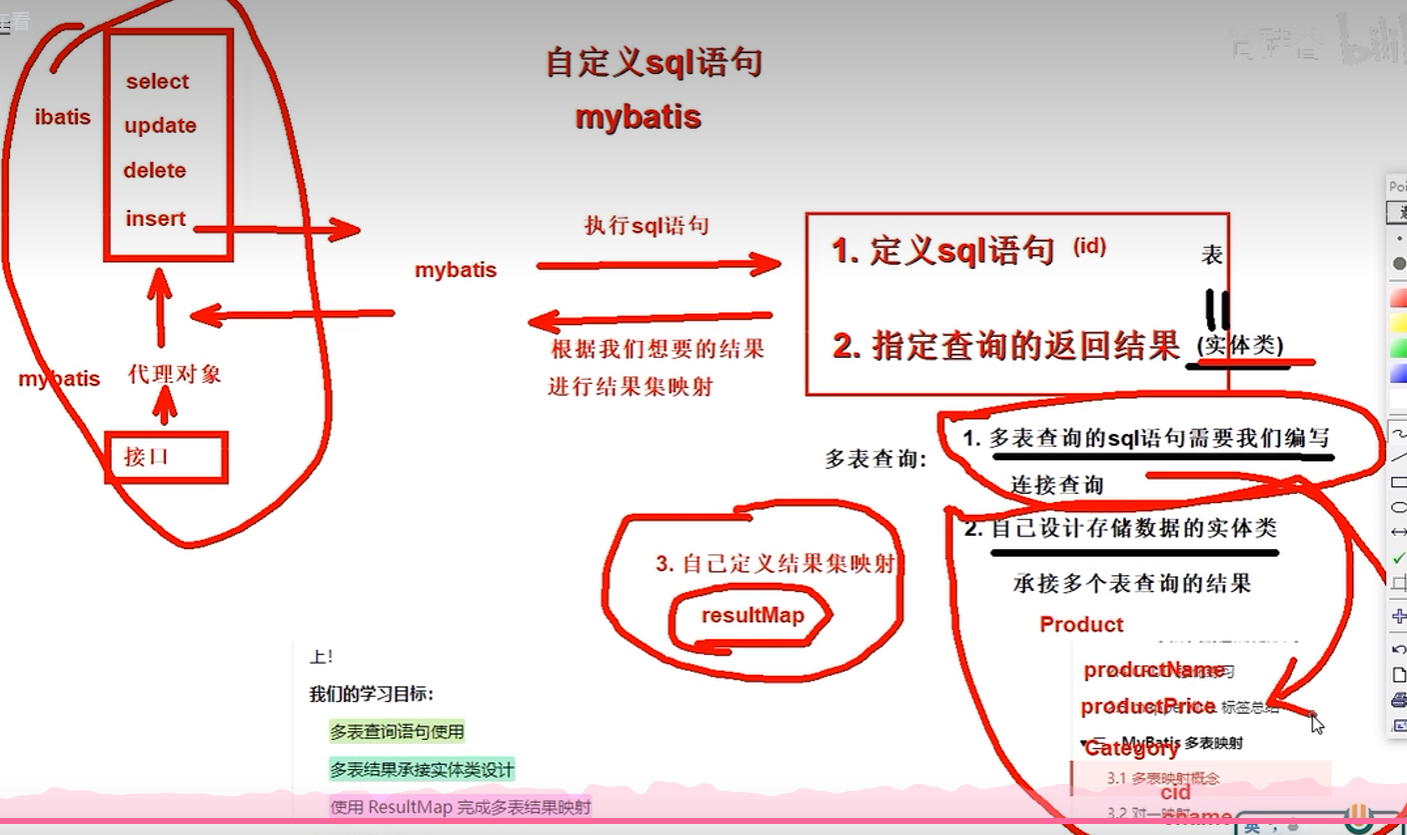 自定义sql语句
mybatis
ibatis
select
update
delete
insert
代理对象
mybatis
接口
mybatis
执行sql语句
根据我们想要的结果
进行结果集映射
1. 定义sql语句 (id)
表
2. 指定查询的返回结果 (实体类)
多表查询:
1. 多表查询的sql语句需要我们编写
连接查询
2. 自己设计存储数据的实体类
承接多个表查询的结果
3. 自己定义结果集映射
resultMap
Product
productName
productPrice
标签总结
Category
MyBatis 多表映射
3.1 多表映射概念
cid
3.2 对一映射
cname
上!
我们的学习目标:
多表查询语句使用
多表结果承接实体类设计
使用 ResultMap 完成多表结果映射
英
Poi